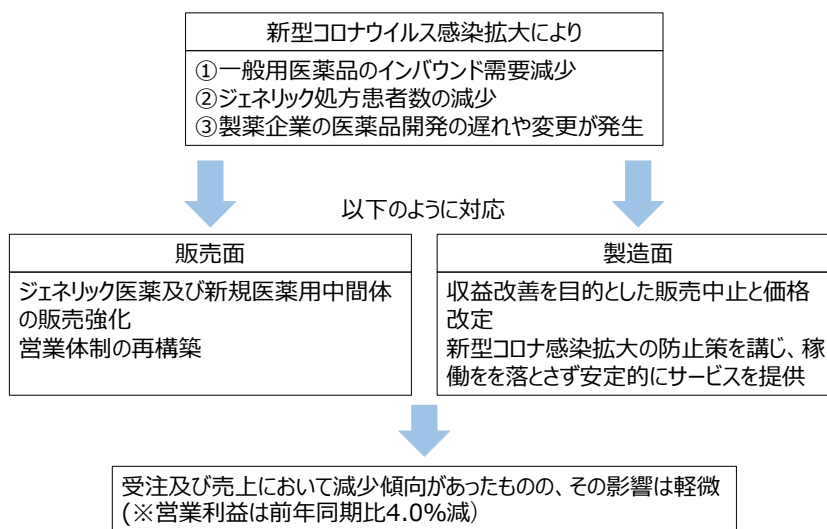 新型コロナウイルス感染拡大により
①一般用医薬品のインバウンド需要減少
②ジェネリック処方患者数の減少
③製薬企業の医薬品開発の遅れや変更が発生
以下のように対応
販売面
ジェネリック医薬及び新規医薬用中間体
の販売強化
営業体制の再構築
製造面
収益改善を目的とした販売中止と価格
改定
新型コロナ感染拡大の防止策を講じ、稼
働をを落とさず安定的にサービスを提供
受注及び売上において減少傾向があったものの、その影響は軽微
(※営業利益は前年同期比4.0%減）